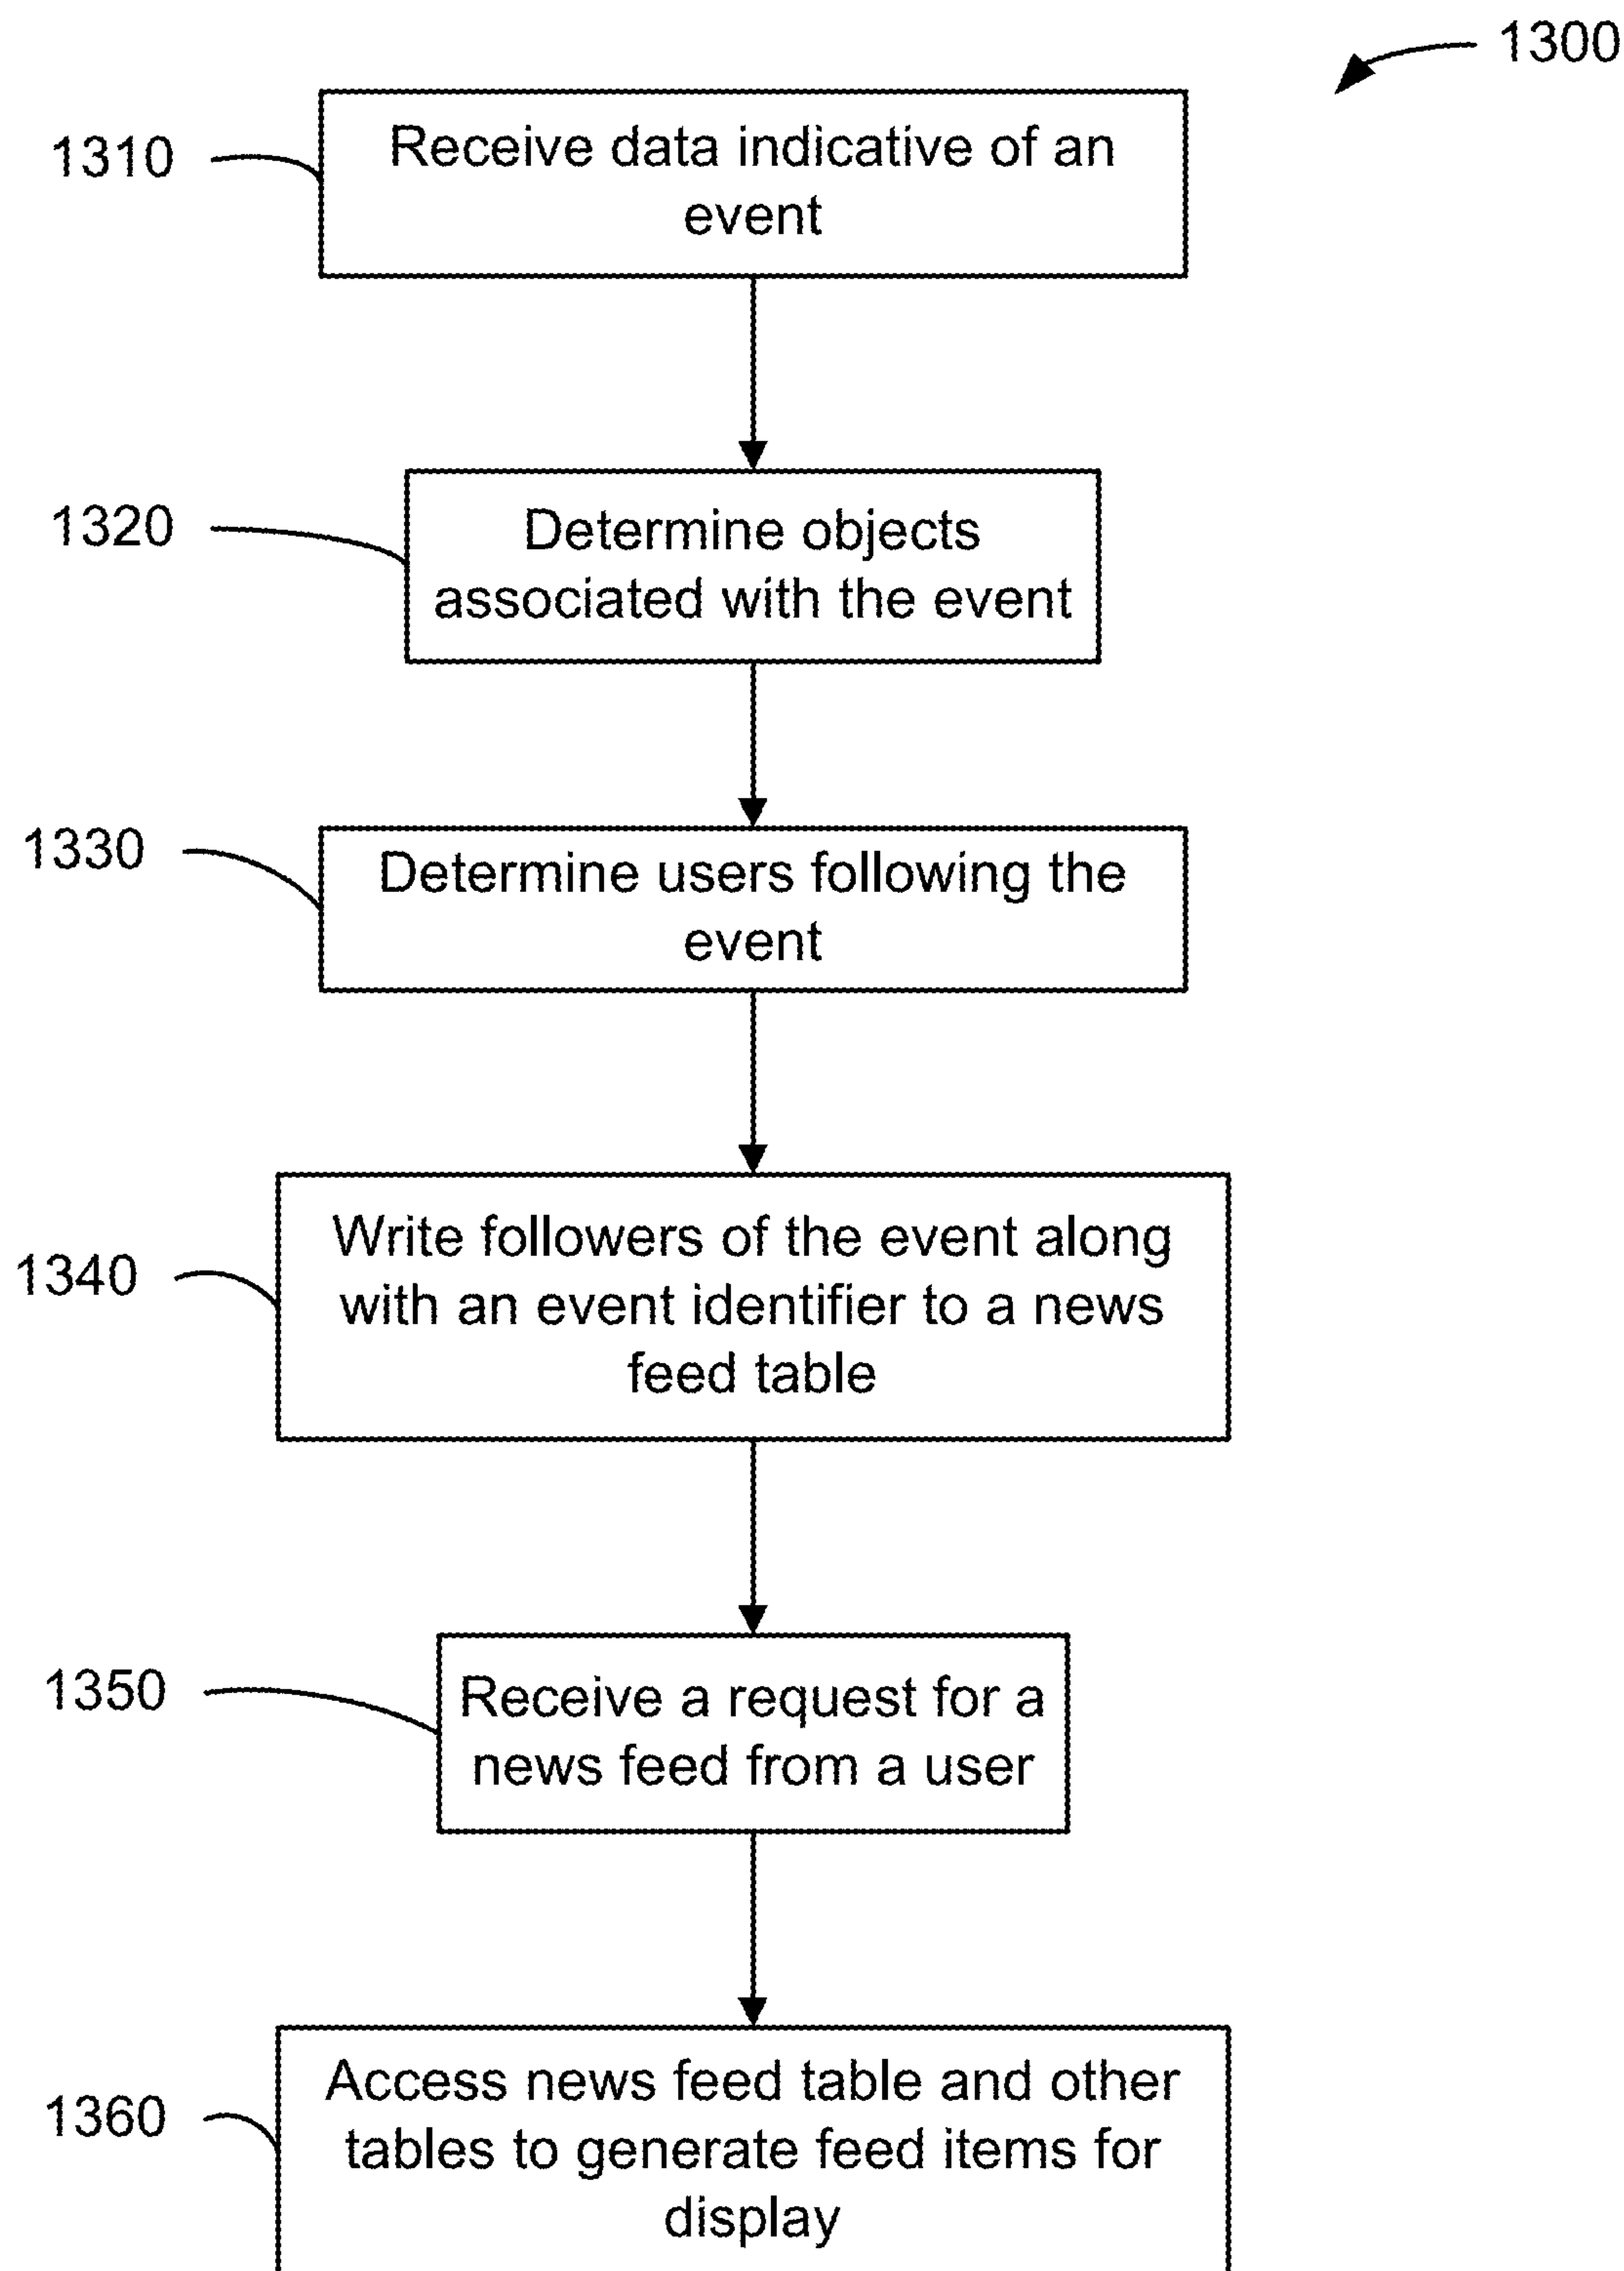 1300
1310
Receive data indicative of an
event
1320
Determine objects
associated with the event
1330
Determine users following the
event
1340
Write followers of the event along
with an event identifier to a news
feed table
1350
Receive a request for a
news feed from a user
1360
Access news feed table and other
tables to generate feed items for
display